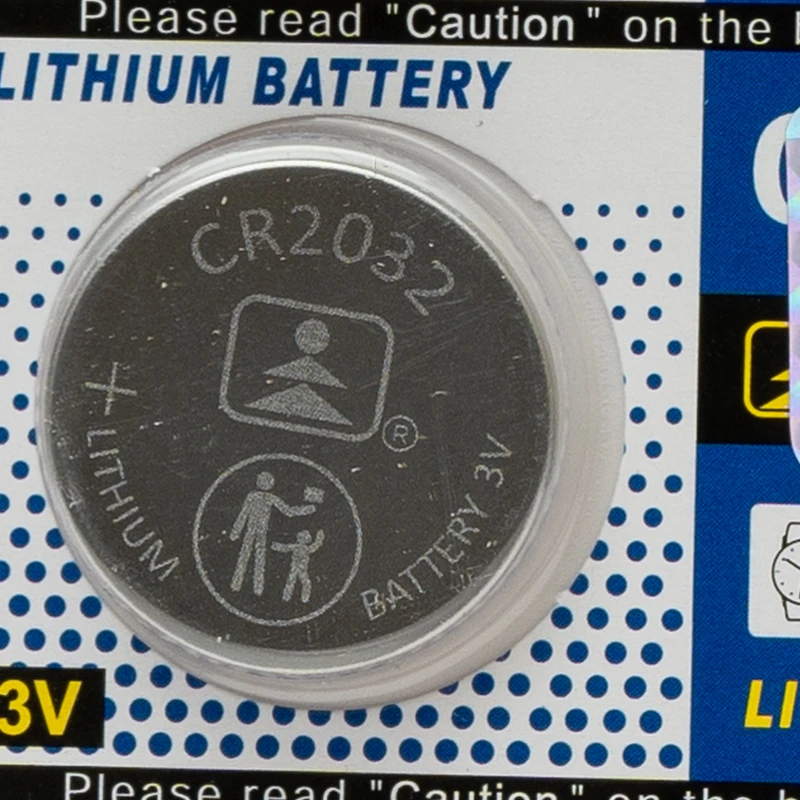 Please read "Caution" on the
LITHIUM BATTERY
CR2032
®
+ LITHIUM
BATTERY 3V
3V
LI
Please read "Caution" on the b